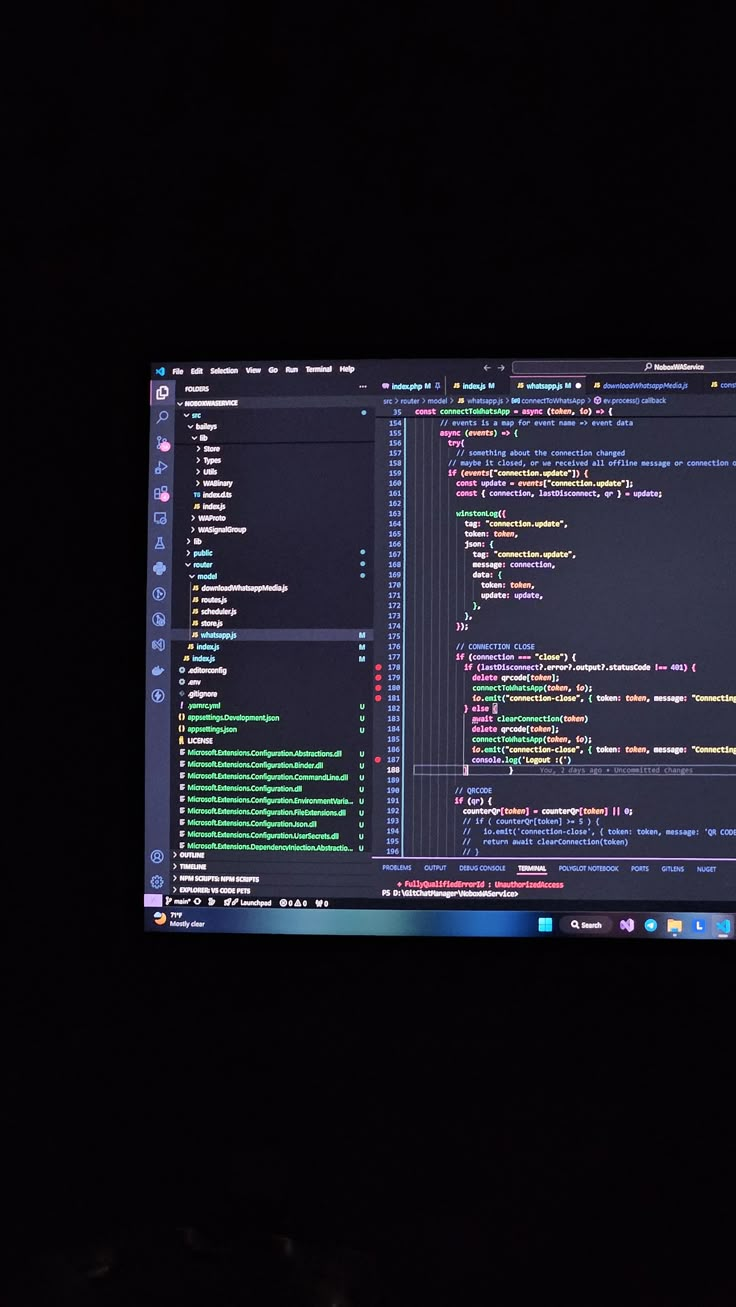 File Edit Selection View Go Run Terminal Help
NoboxWAService
FOLDERS
NOBOXWASERVICE
src
baileys
lib
Store
Types
Utils
WABinary
TS index.d.ts
JS index.js
WAProto
WASignalGroup
lib
public
router
model
JS downloadWhatsappMedia.js
JS routes.js
JS scheduler.js
JS store.js
JS whatsapp.js M
JS index.js M
JS index.js M
.editorconfig
.env
.gitignore
.yarnrc.yml U
appsettings.Development.json U
appsettings.json U
LICENSE
Microsoft.Extensions.Configuration.Abstractions.dll U
Microsoft.Extensions.Configuration.Binder.dll U
Microsoft.Extensions.Configuration.CommandLine.dll U
Microsoft.Extensions.Configuration.dll U
Microsoft.Extensions.Configuration.EnvironmentVaria... U
Microsoft.Extensions.Configuration.FileExtensions.dll U
Microsoft.Extensions.Configuration.Json.dll U
Microsoft.Extensions.Configuration.UserSecrets.dll U
Microsoft.Extensions.DependencyInjection.Abstractio... U
OUTLINE
TIMELINE
NPM SCRIPTS: NPM SCRIPTS
EXPLORER: VS CODE PETS
index.php M JS index.js M JS whatsapp.js M JS downloadWhatsappMedia.js JS const
src > router > model > JS whatsapp.js > connectToWhatsApp > ev.process() callback
35 const connectToWhatsApp = async (token, io) => {
154 // events is a map for event name => event data
155 async (events) => {
156 try{
157 // something about the connection changed
158 // maybe it closed, or we received all offline message or connection o
159 if (events["connection.update"]) {
160 const update = events["connection.update"];
161 const { connection, lastDisconnect, qr } = update;
162
163 winstonLog({
164 tag: "connection.update",
165 token: token,
166 json: {
167 tag: "connection.update",
168 message: connection,
169 data: {
170 token: token,
171 update: update,
172 },
173 },
174 });
175
176 // CONNECTION CLOSE
177 if (connection === "close") {
178 if (lastDisconnect?.error?.output?.statusCode !== 401) {
179 delete qrcode[token];
180 connectToWhatsApp(token, io);
181 io.emit("connection-close", { token: token, message: "Connecting
182 } else {
183 await clearConnection(token)
184 delete qrcode[token];
185 connectToWhatsApp(token, io);
186 io.emit("connection-close", { token: token, message: "Connecting
187 console.log('Logout :(')
188 } } You, 2 days ago • Uncommitted changes
189
190 // QRCODE
191 if (qr) {
192 counterQr[token] = counterQr[token] || 0;
193 // if ( counterQr[token] >= 5 ) {
194 // io.emit('connection-close', { token: token, message: 'QR CODE
195 // return await clearConnection(token)
196 // }
PROBLEMS OUTPUT DEBUG CONSOLE TERMINAL POLYGLOT NOTEBOOK PORTS GITLENS NUGET
+ FullyQualifiedErrorId : UnauthorizedAccess
PS D:\GitChatManager\NoboxWAService>
main* Launchpad 0 0 0
71°F
Mostly clear
Search
L